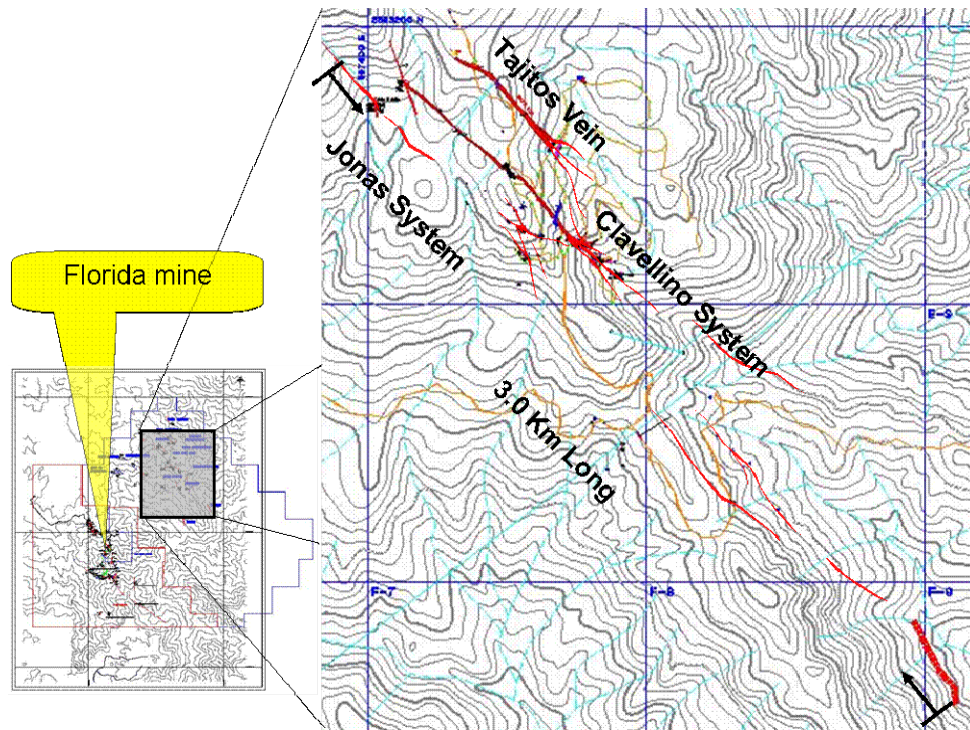 Florida mine
Tajitos Vein
Jonas System
Clavellino System
3.0 Km Long
E-9
F-7
F-8
F-9